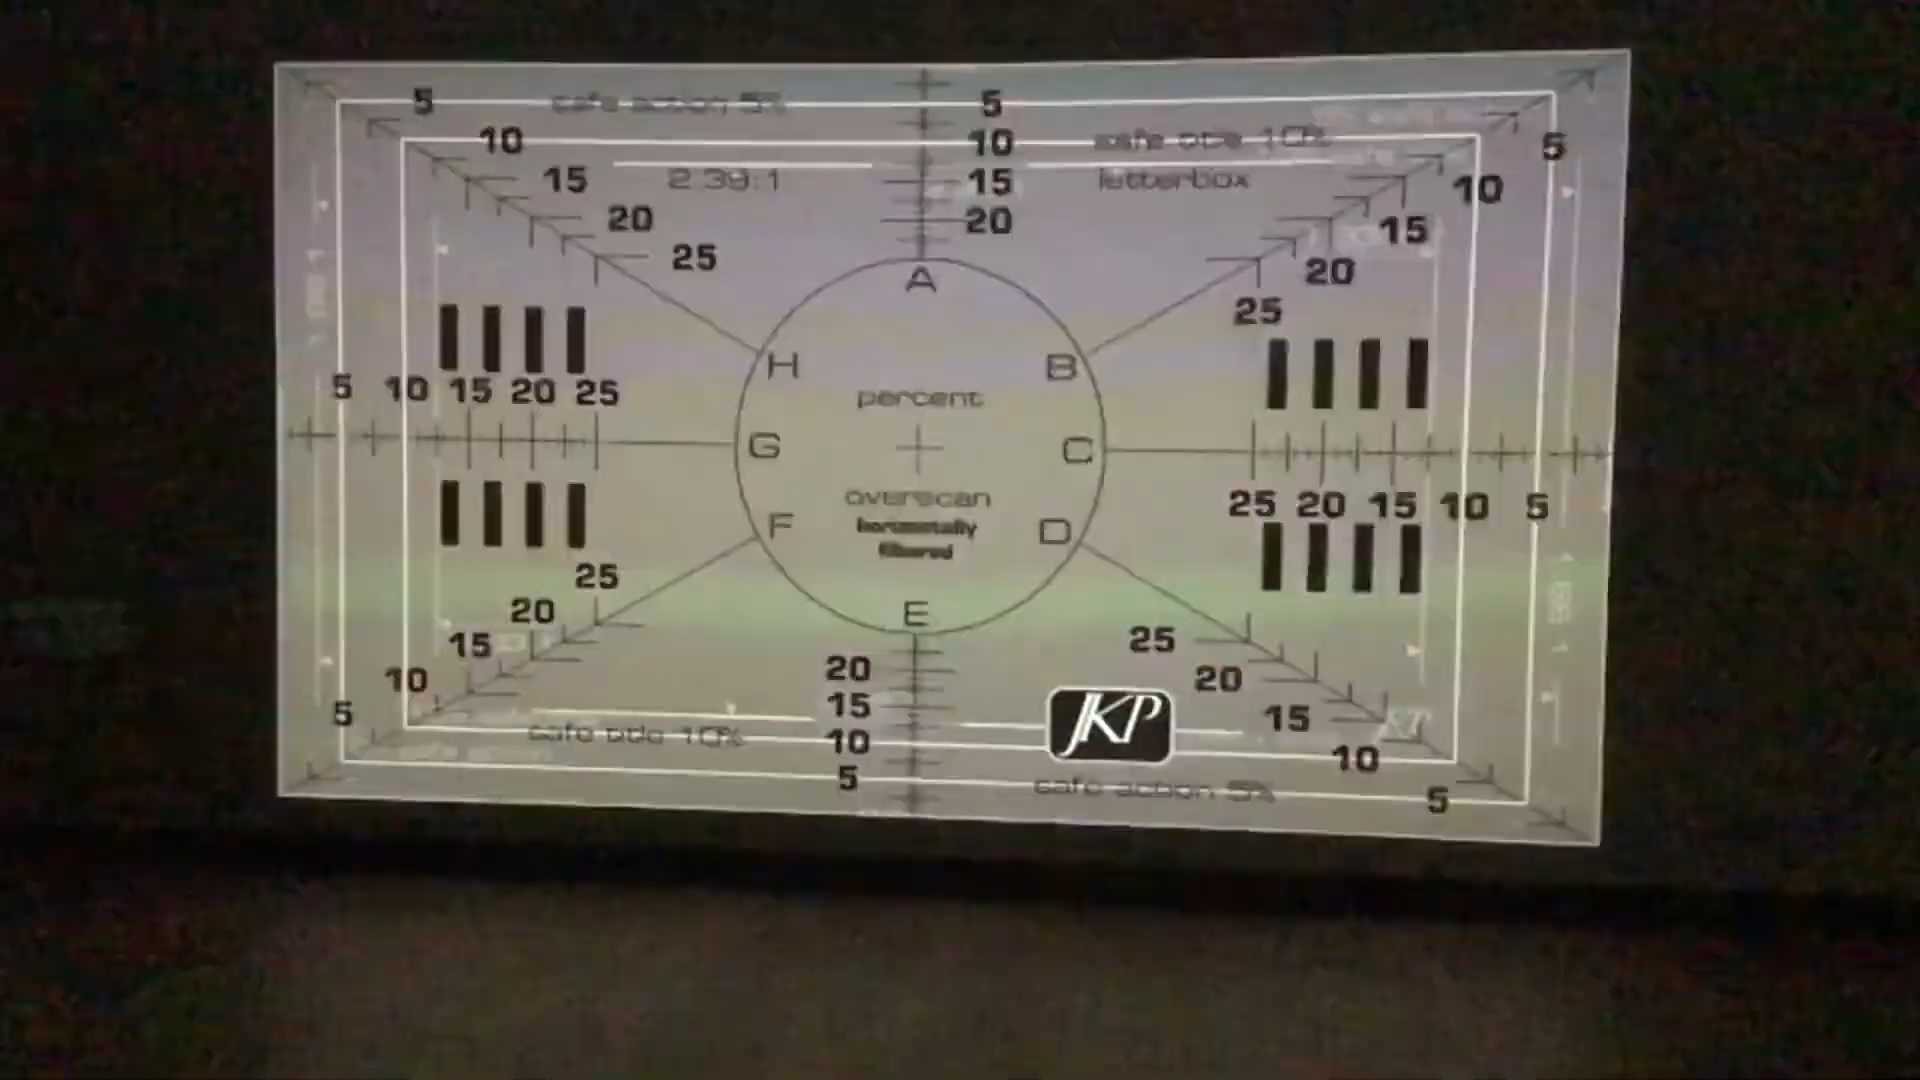 5 safe action 5% 5
10 10 safe title 10% 5
15 2.39:1 15 letterbox 10
20 20 15
25 20
A 25
H B
5 10 15 20 25 percent
G C
overscan 25 20 15 10 5
F horizontally D
filtered
25
20 E 25
15 20 20
10 15 JKP 15
5 safe title 10% 10 10
5 safe action 5% 5